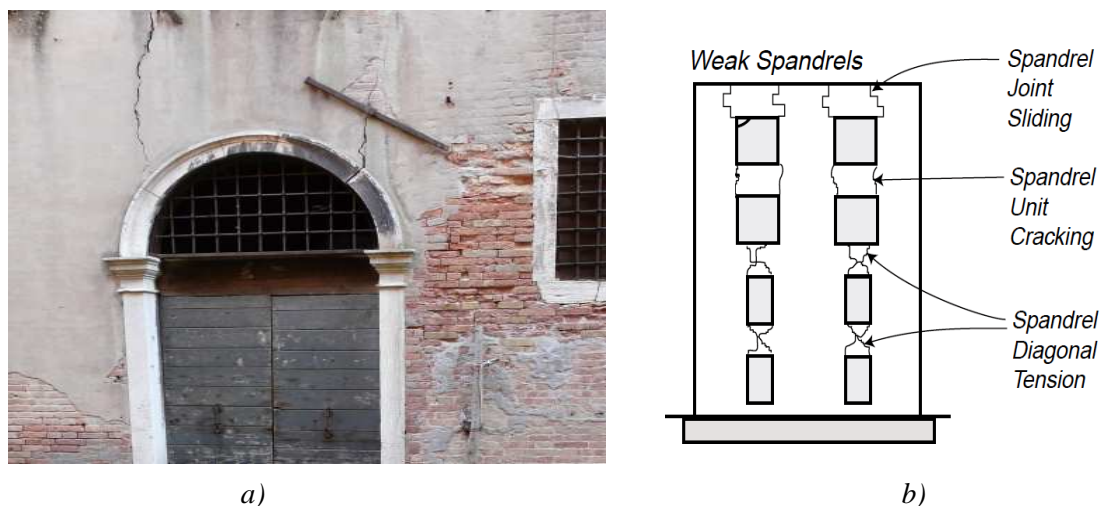 Weak Spandrels
Spandrel
Joint
Sliding
Spandrel
Unit
Cracking
Spandrel
Diagonal
Tension
a)
b)